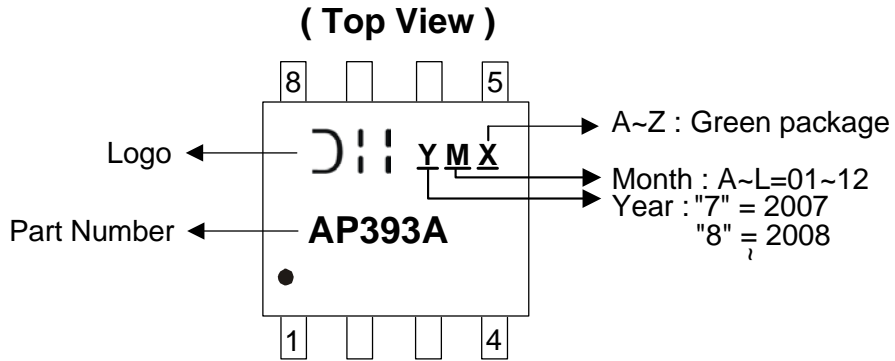 ( Top View )
8 5
Logo
Y M X
A~Z : Green package
Month : A~L=01~12
Year : "7" = 2007
"8" = 2008
~
Part Number
AP393A
1 4